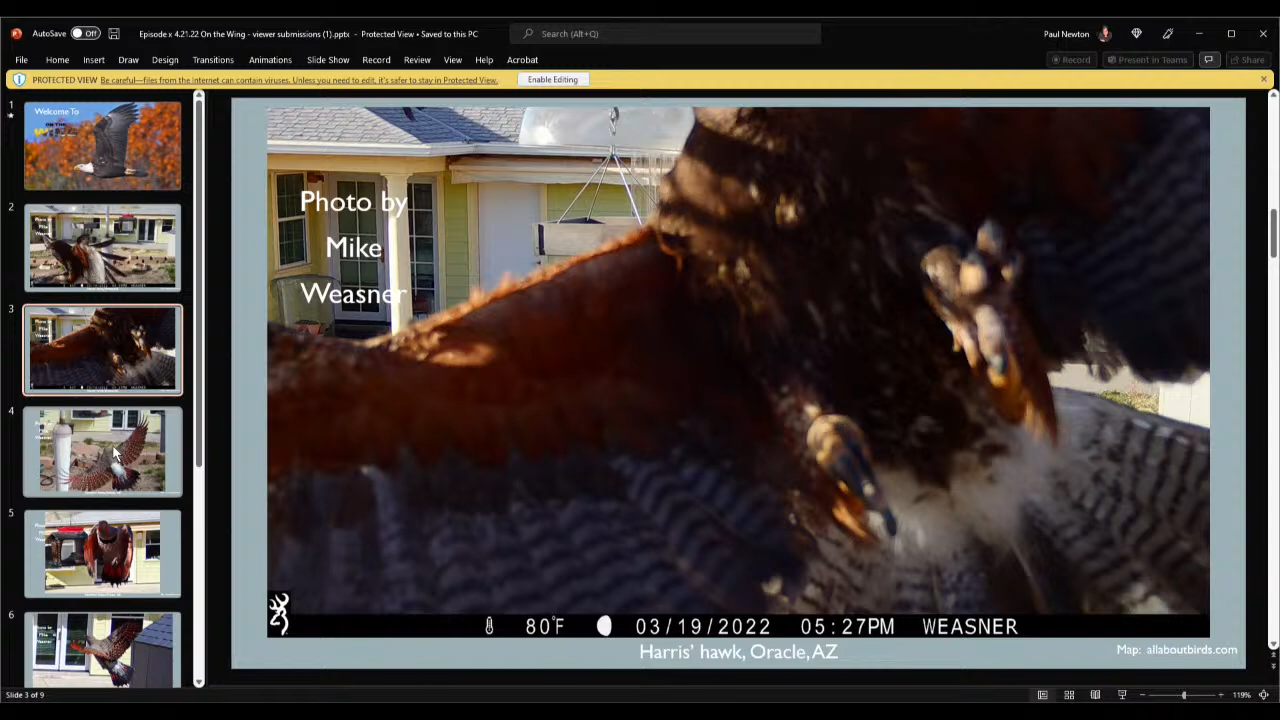 AutoSave Off
Episode x 4.21.22 On the Wing - viewer submissions (1).pptx - Protected View • Saved to this PC
Search (Alt+Q)
Paul Newton
File Home Insert Draw Design Transitions Animations Slide Show Record Review View Help Acrobat
Record Present in Teams Share
PROTECTED VIEW Be careful—files from the Internet can contain viruses. Unless you need to edit, it's safer to stay in Protected View. Enable Editing
1
Welcome To
ON THE
2
3
4
5
6
Photo by
Mike
Weasner
80°F 03/19/2022 05:27PM WEASNER
Harris' hawk, Oracle, AZ
Map: allaboutbirds.com
Slide 3 of 9
119%